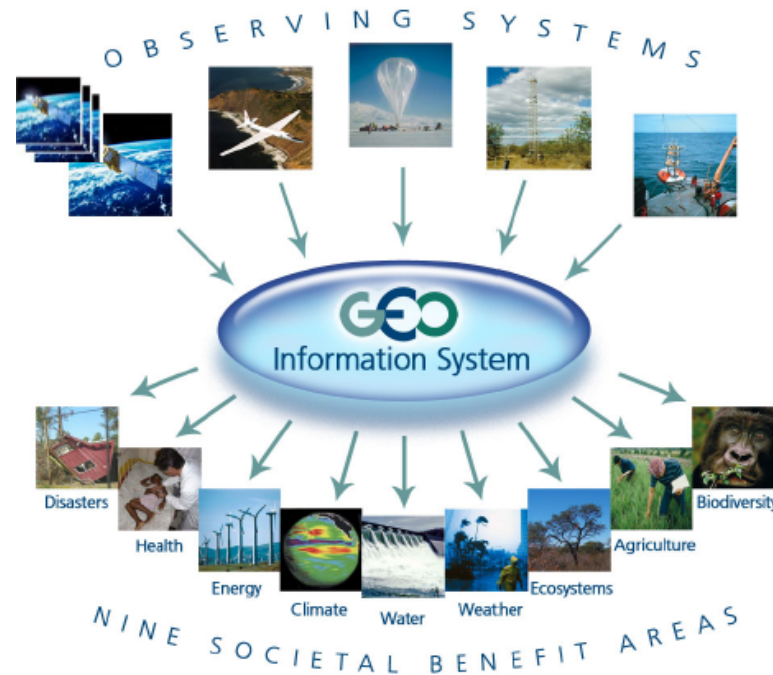 OBSERVING SYSTEMS
GEO
Information System
Disasters
Health
Energy
Climate
Water
Weather
Ecosystems
Agriculture
Biodiversity
NINE SOCIETAL BENEFIT AREAS